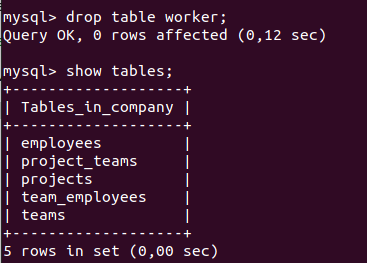 mysql> drop table worker;
Query OK, 0 rows affected (0,12 sec)
mysql> show tables;
+-------------------+
| Tables_in_company |
+-------------------+
| employees         |
| project_teams     |
| projects          |
| team_employees    |
| teams             |
+-------------------+
5 rows in set (0,00 sec)